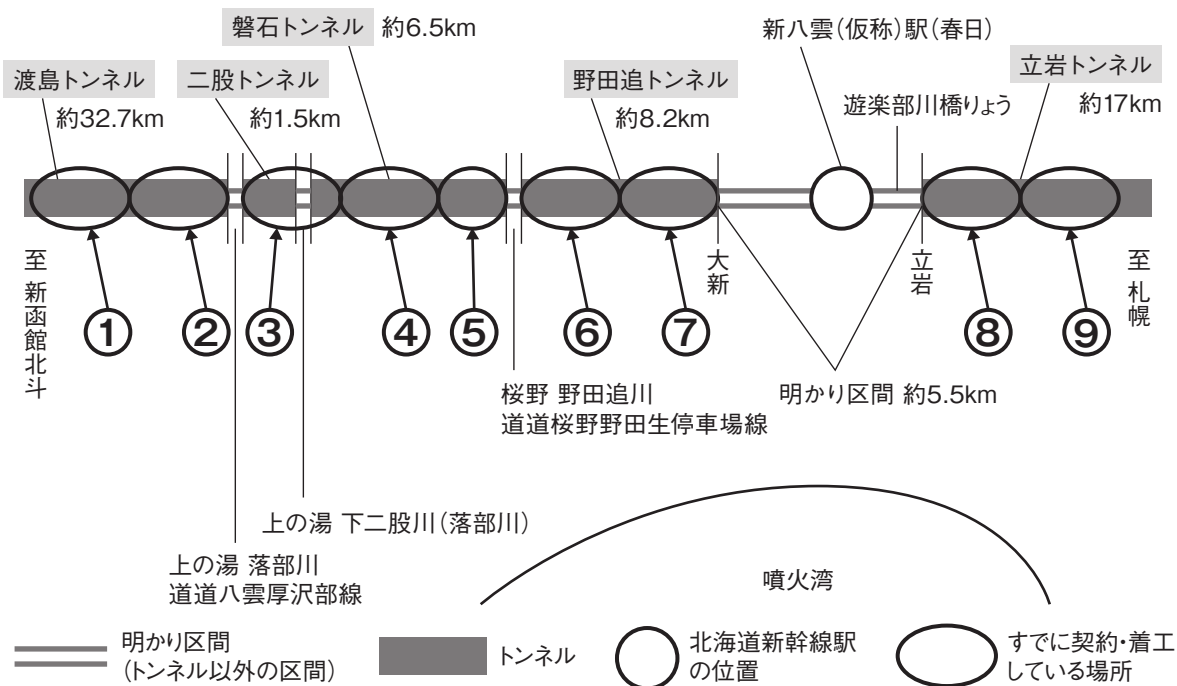 磐石トンネル 約6.5km
新八雲(仮称)駅(春日)
渡島トンネル
二股トンネル
野田追トンネル
立岩トンネル
約32.7km
約1.5km
約8.2km
遊楽部川橋りょう
約17km
至 新函館北斗
①
②
③
④
⑤
⑥
⑦
大新
立岩
⑧
⑨
至 札幌
桜野 野田追川
道道桜野野田生停車場線
明かり区間 約5.5km
上の湯 下二股川(落部川)
上の湯 落部川
道道八雲厚沢部線
噴火湾
明かり区間
(トンネル以外の区間)
トンネル
北海道新幹線駅
の位置
すでに契約・着工
している場所